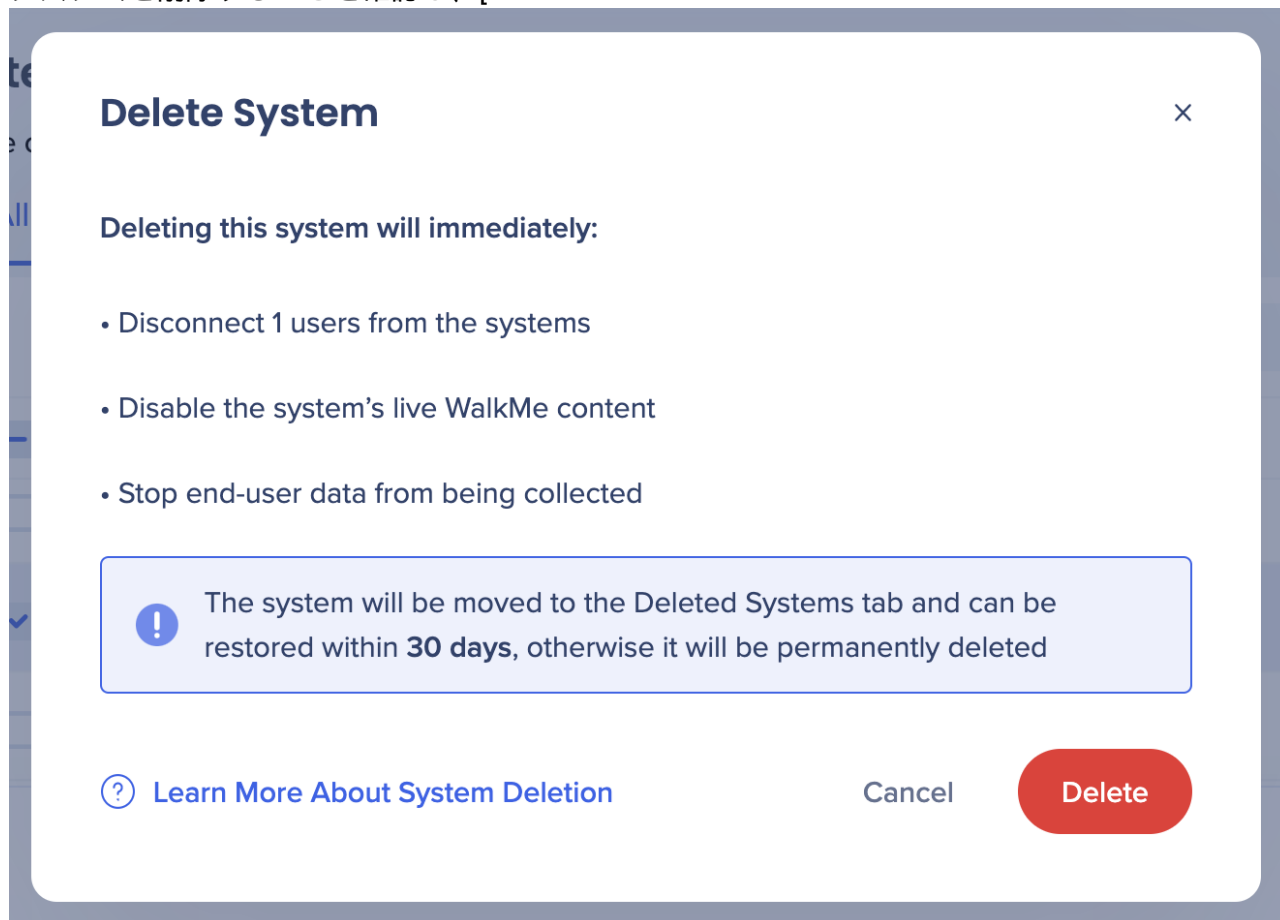 Delete System
Deleting this system will immediately:
• Disconnect 1 users from the systems
• Disable the system’s live WalkMe content
• Stop end-user data from being collected
The system will be moved to the Deleted Systems tab and can be
restored within 30 days, otherwise it will be permanently deleted
Learn More About System Deletion
Cancel
Delete